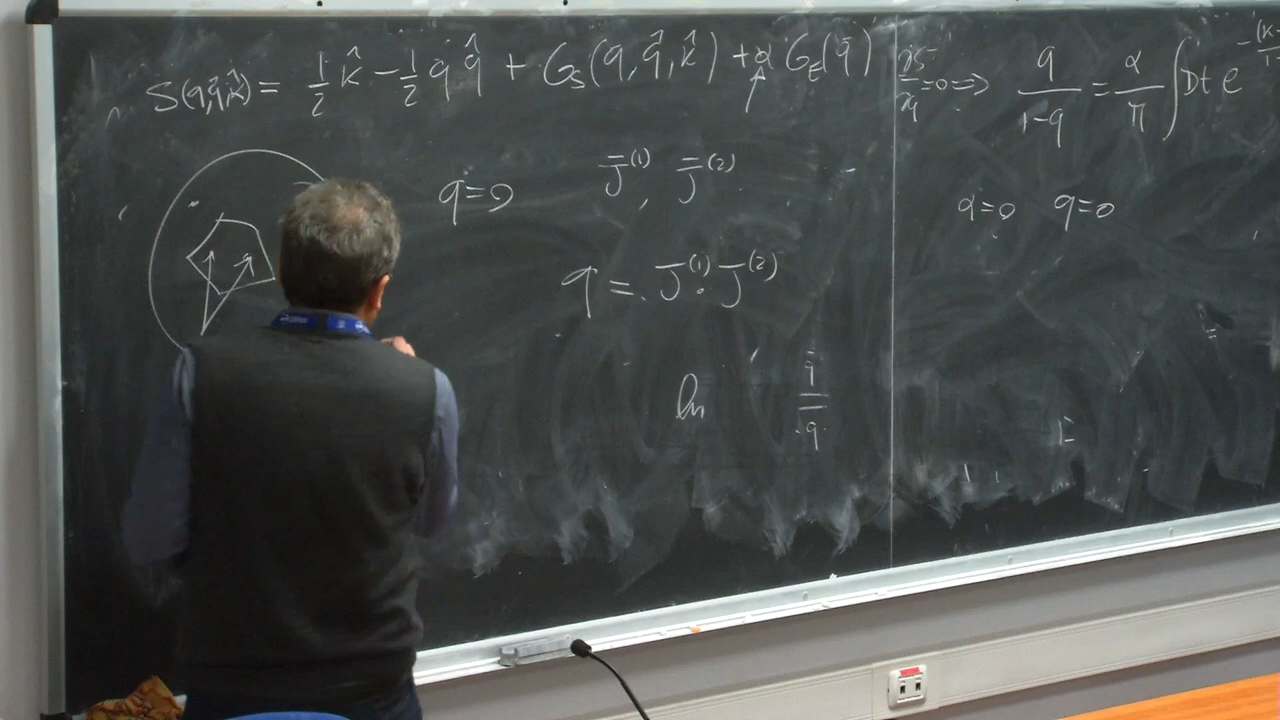 S(q,q̂,k̂) = 1/2 k̂ - 1/2 q q̂ + G_S(q,q̂,k̂) + α G_E(q)
∂S/∂q = 0 ⇒ q/(1-q) = α/π ∫Dt e
q=0
J̄⁽¹⁾, J̄⁽²⁾
α=0 q=0
q = J̄⁽¹⁾ · J̄⁽²⁾
ln